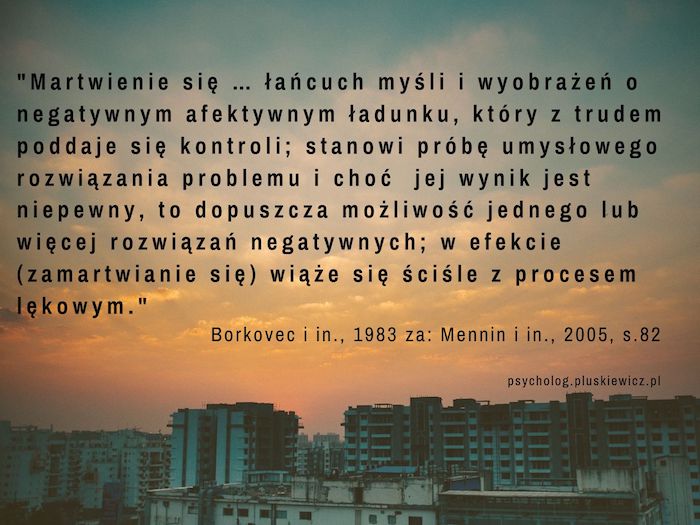 "Martwienie się ... łańcuch myśli i wyobrażeń o
negatywnym afektywnym ładunku, który z trudem
poddaje się kontroli; stanowi próbę umysłowego
rozwiązania problemu i choć  jej wynik jest
niepewny, to dopuszcza możliwość jednego lub
więcej rozwiązań negatywnych; w efekcie
(zamartwianie się) wiąże się ściśle z procesem
lękowym."
Borkovec i in., 1983 za: Mennin i in., 2005, s.82
psycholog.pluskiewicz.pl